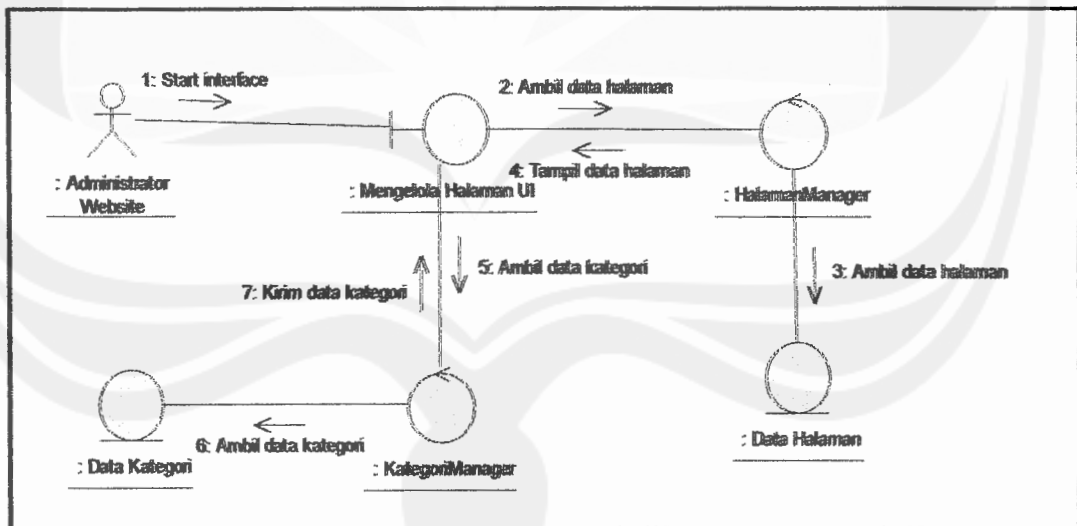 1: Start interface
2: Ambil data halaman
4: Tampil data halaman
: Administrator
Website
: Mengelola Halaman UI
: HalamanManager
5: Ambil data kategori
7: Kirim data kategori
3: Ambil data halaman
6: Ambil data kategori
: Data Kategori
: KategoriManager
: Data Halaman